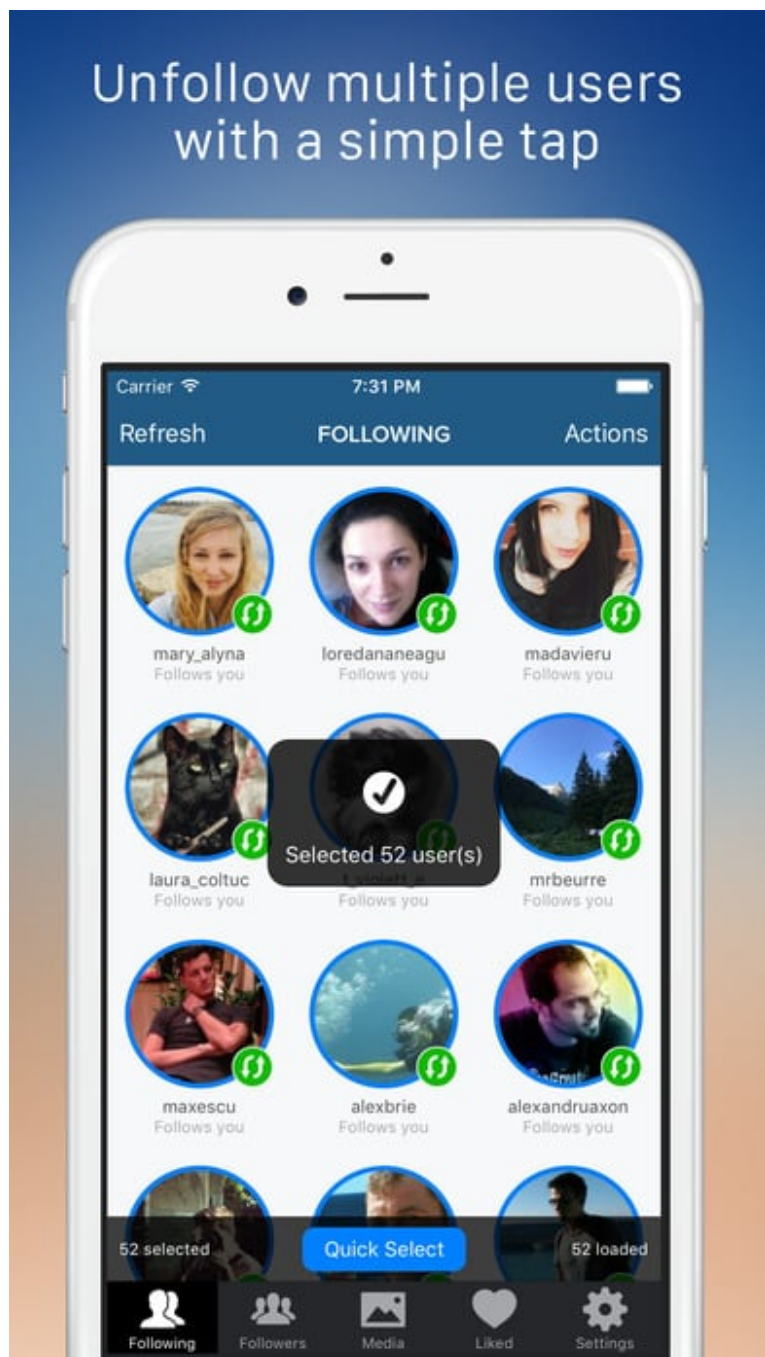 Unfollow multiple users
with a simple tap
Carrier 7:31 PM
Refresh FOLLOWING Actions
mary_alyna loredananeagu madavieru
Follows you Follows you Follows you
Selected 52 user(s)
laura_coltuc mrbeurre
Follows you Follows you Follows you
maxescu alexbrie alexandruaxon
Follows you Follows you Follows you
52 selected Quick Select 52 loaded
Following Followers Media Liked Settings